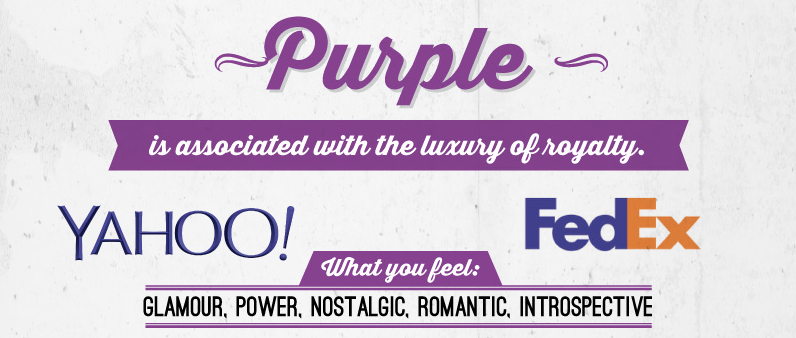 Purple
is associated with the luxury of royalty.
YAHOO!
FedEx
What you feel:
GLAMOUR, POWER, NOSTALGIC, ROMANTIC, INTROSPECTIVE